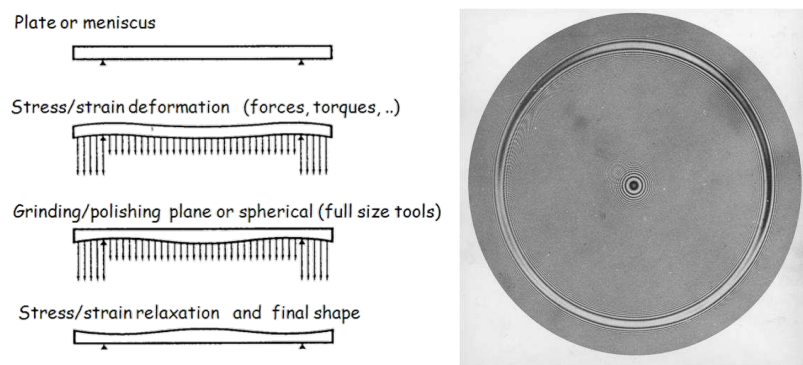 Plate or meniscus
Stress/strain deformation (forces, torques, ..)
Grinding/polishing plane or spherical (full size tools)
Stress/strain relaxation and final shape